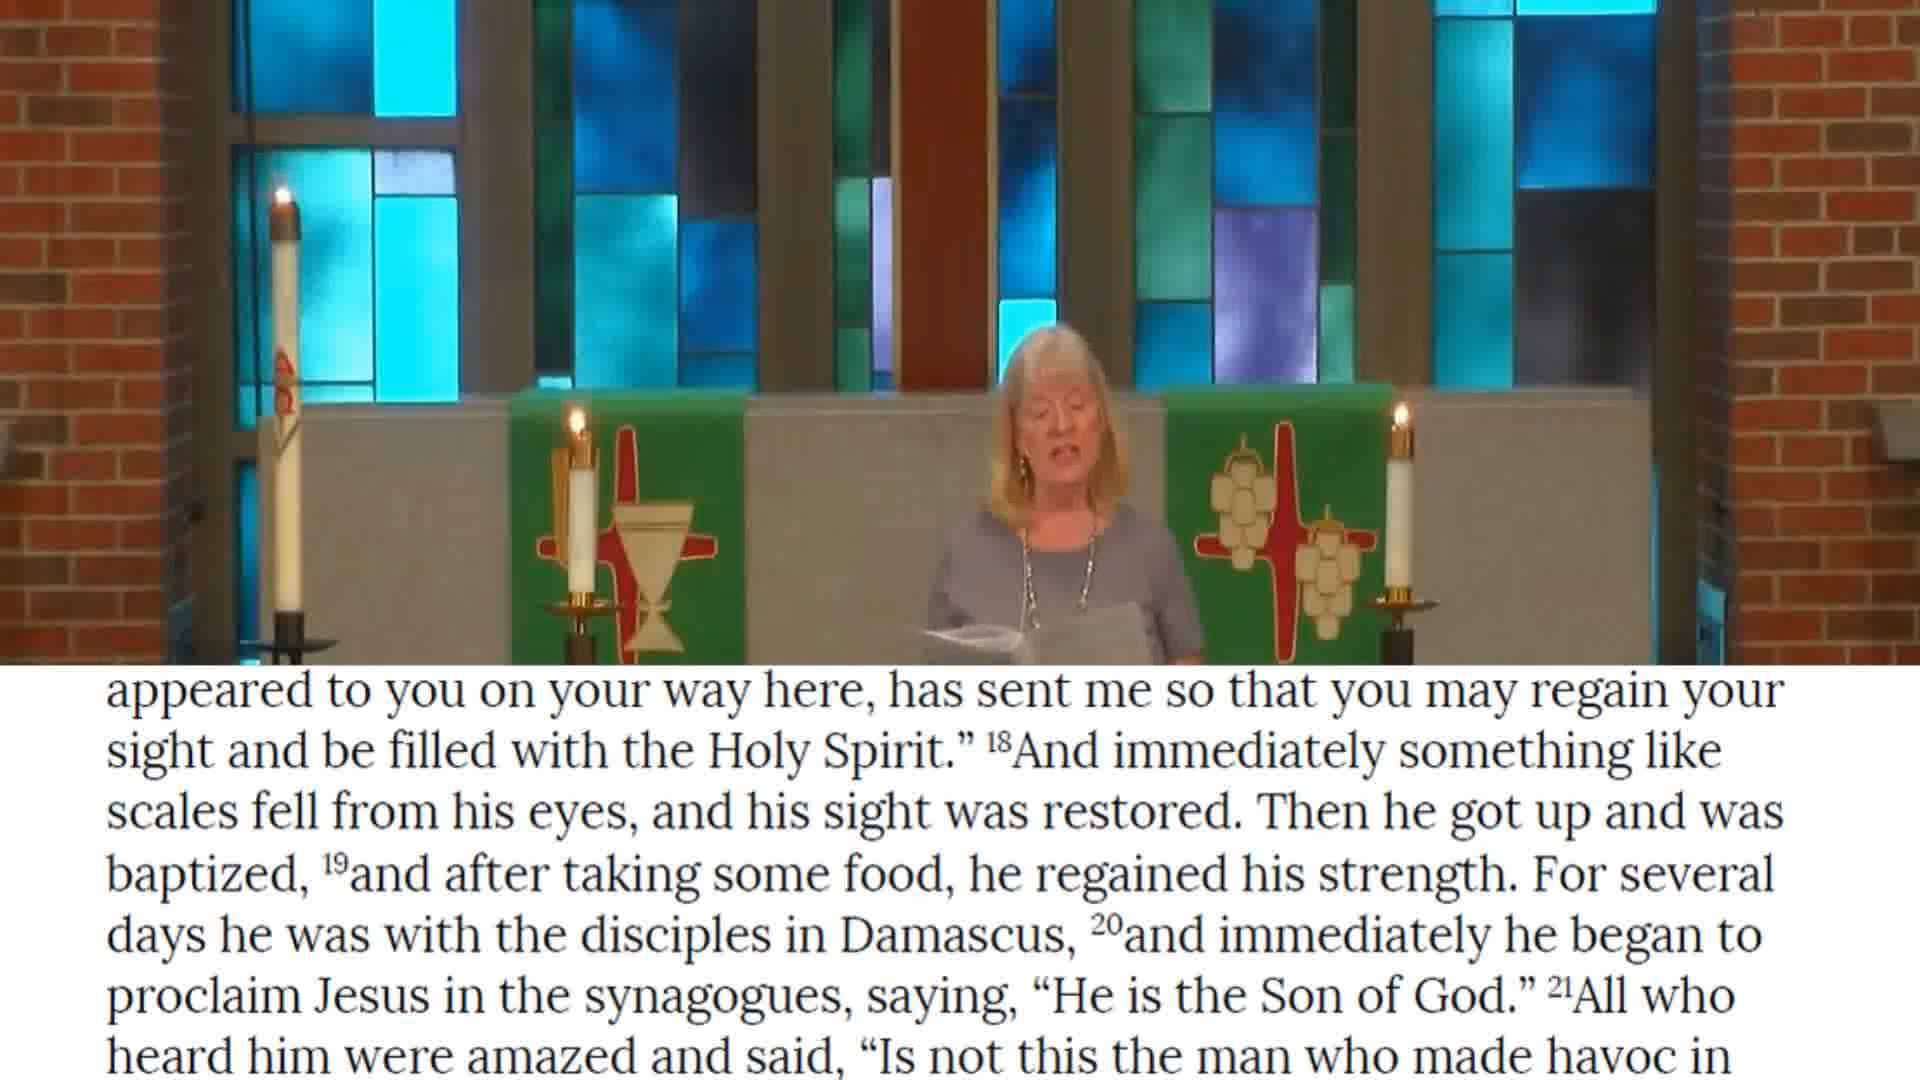 appeared to you on your way here, has sent me so that you may regain your
sight and be filled with the Holy Spirit.” ¹⁸And immediately something like
scales fell from his eyes, and his sight was restored. Then he got up and was
baptized, ¹⁹and after taking some food, he regained his strength. For several
days he was with the disciples in Damascus, ²⁰and immediately he began to
proclaim Jesus in the synagogues, saying, “He is the Son of God.” ²¹All who
heard him were amazed and said, “Is not this the man who made havoc in